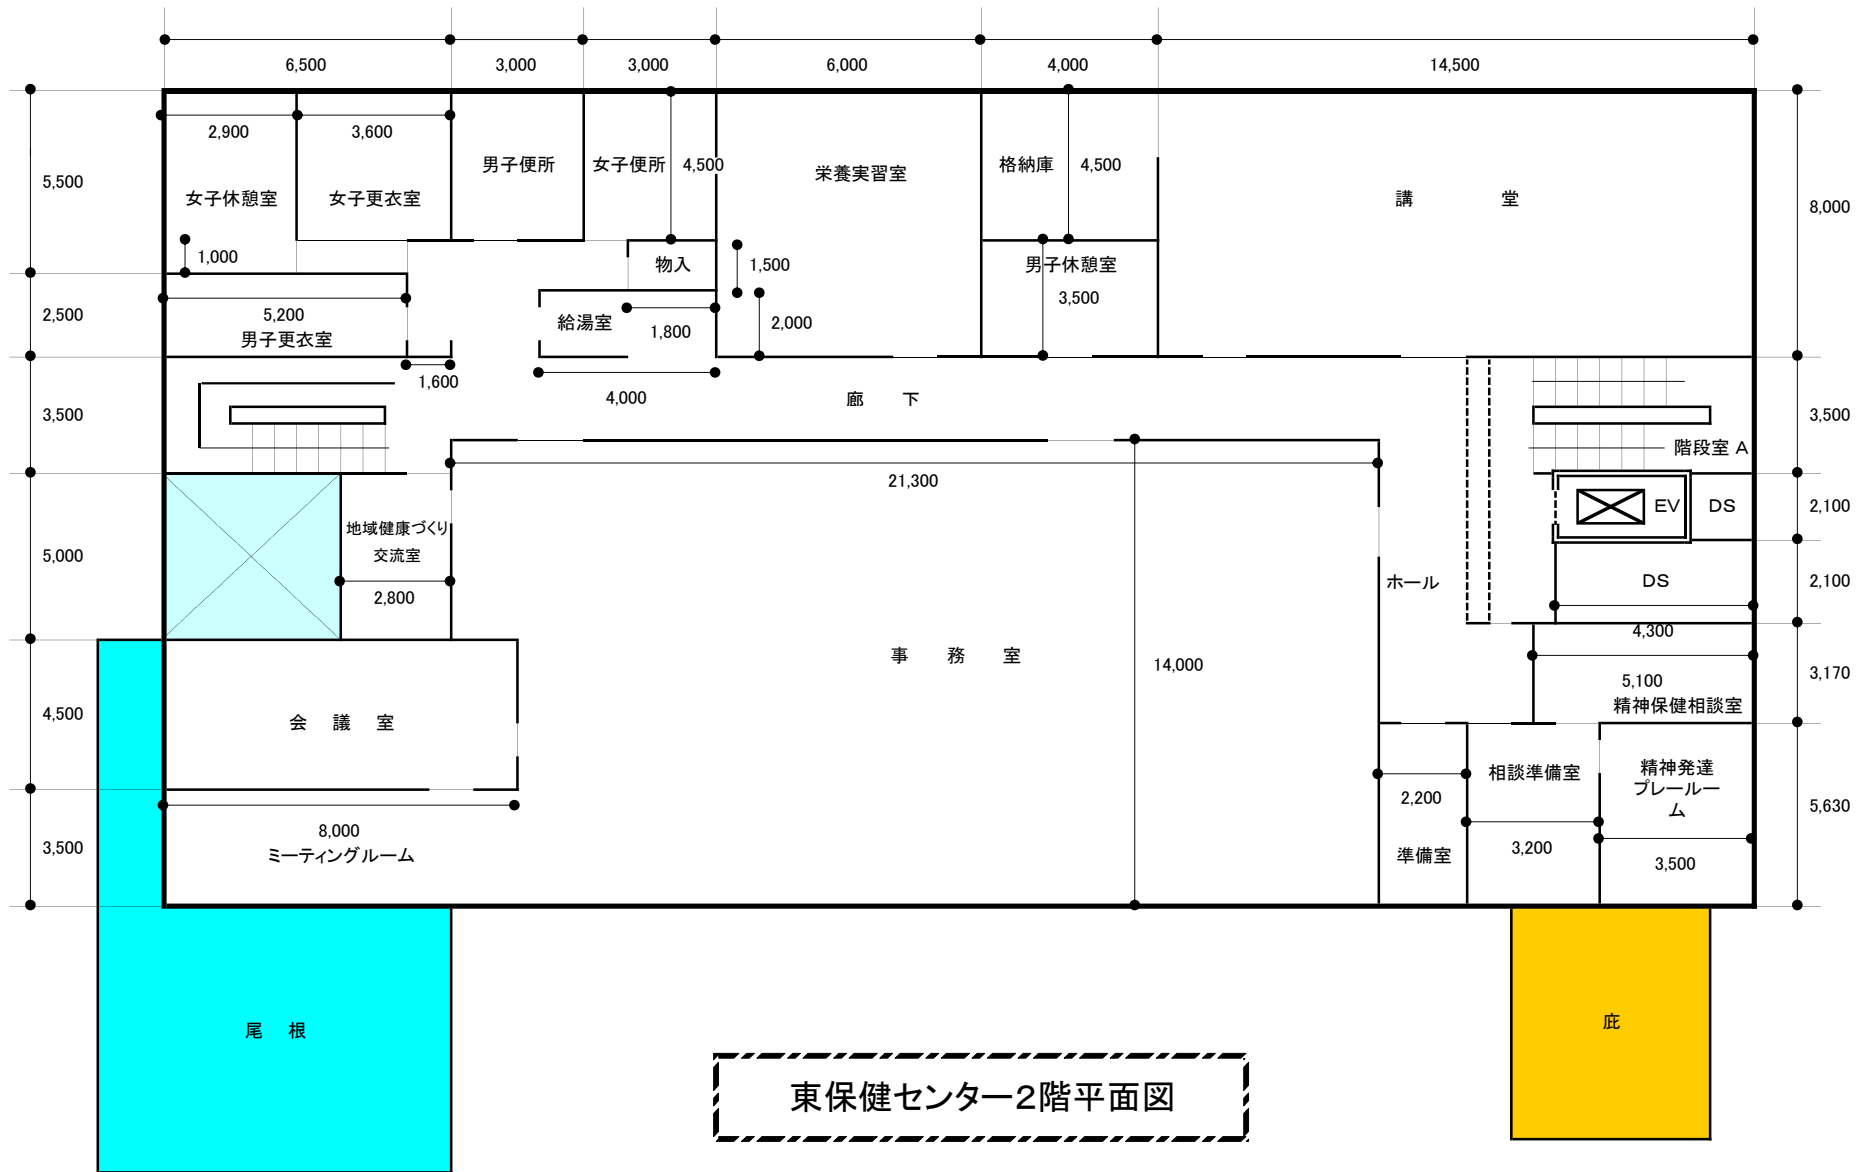 6,500
3,000
3,000
6,000
4,000
14,500
2,900
3,600
男子便所
女子便所
4,500
栄養実習室
格納庫
4,500
5,500
女子休憩室
女子更衣室
講　　堂
8,000
1,000
物入
1,500
男子休憩室
3,500
2,500
5,200
男子更衣室
給湯室
1,800
2,000
1,600
4,000
廊　下
3,500
3,500
階段室 A
21,300
EV
DS
2,100
地域健康づくり
交流室
5,000
2,800
ホール
DS
2,100
4,300
事　務　室
14,000
3,170
5,100
精神保健相談室
4,500
会　議　室
相談準備室
精神発達
プレールー
ム
2,200
5,630
8,000
ミーティングルーム
3,500
準備室
3,200
3,500
尾　根
庇
東保健センター２階平面図